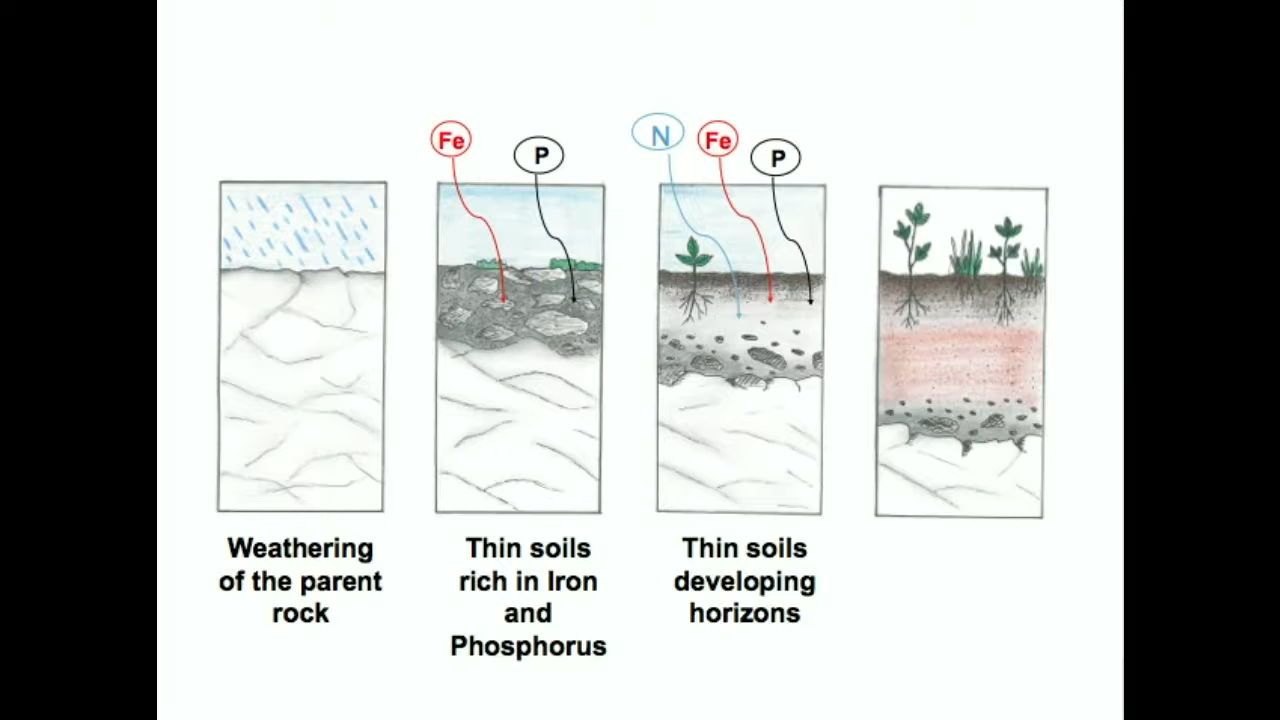 Fe
P
N
Fe
P
Weathering
of the parent
rock
Thin soils
rich in Iron
and
Phosphorus
Thin soils
developing
horizons